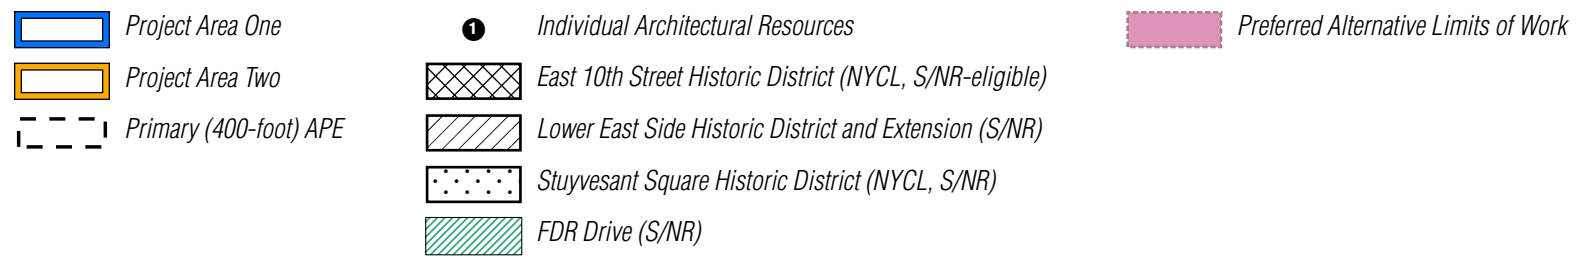 Project Area One
Project Area Two
Primary (400-foot) APE
1
Individual Architectural Resources
East 10th Street Historic District (NYCL, S/NR-eligible)
Lower East Side Historic District and Extension (S/NR)
Stuyvesant Square Historic District (NYCL, S/NR)
FDR Drive (S/NR)
Preferred Alternative Limits of Work